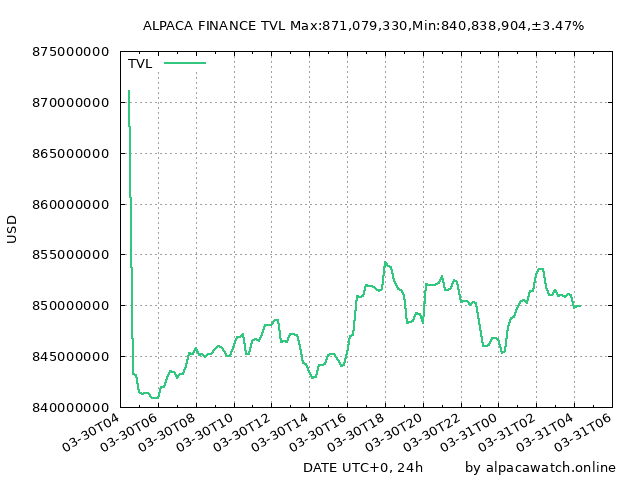 ALPACA FINANCE TVL Max:871,079,330,Min:840,838,904,±3.47%
TVL
875000000
870000000
865000000
860000000
855000000
850000000
845000000
840000000
USD
03-30T04
03-30T06
03-30T08
03-30T10
03-30T12
03-30T14
03-30T16
03-30T18
03-30T20
03-30T22
03-31T00
03-31T02
03-31T04
03-31T06
DATE UTC+0, 24h
by alpacawatch.online